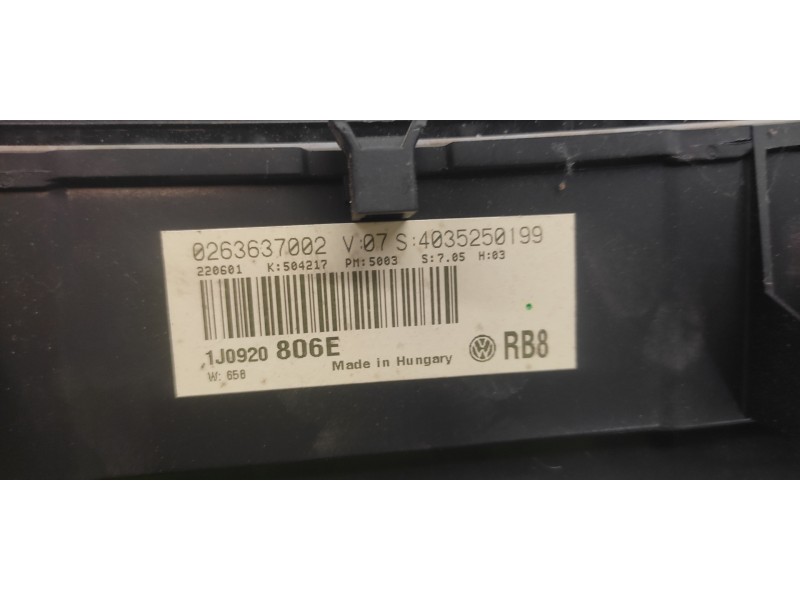 0263637002 V:07 S:4035250199
220601 K:504217 PM:5003 S:7.05 H:03
1J0920 806E
Made in Hungary RB8
W: 658